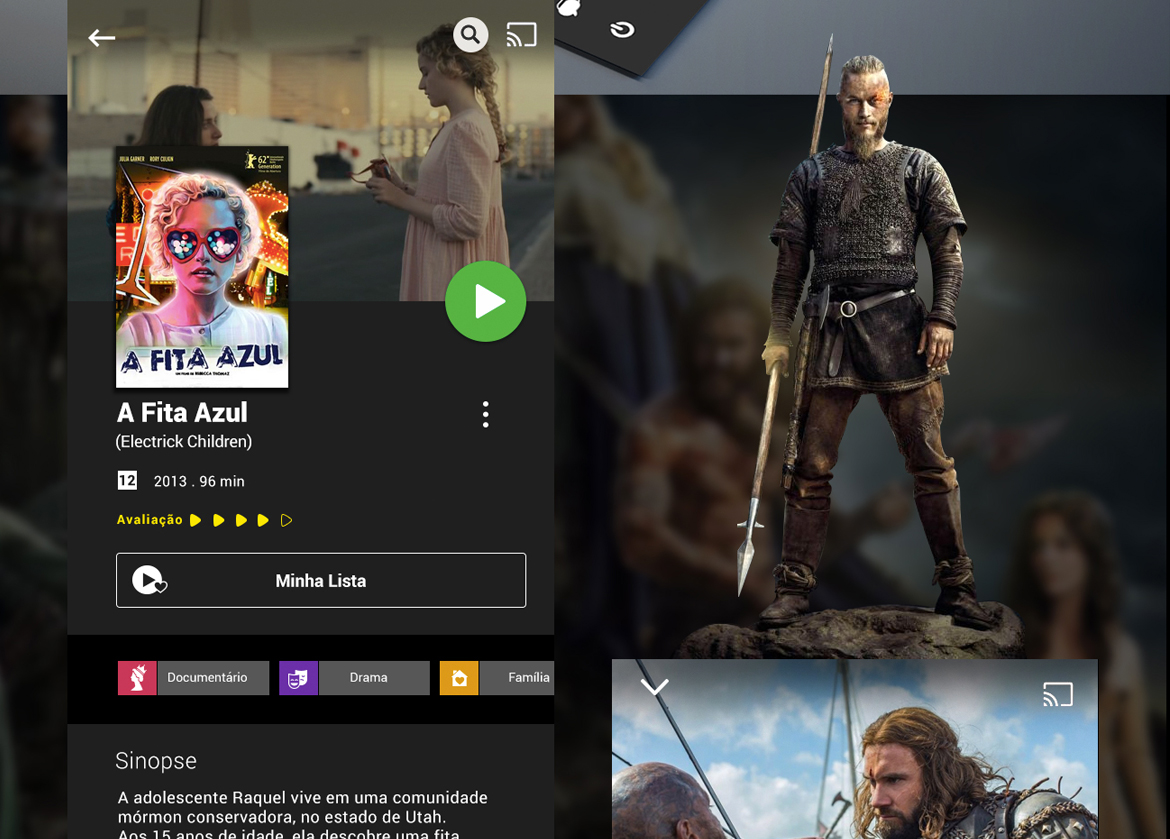 JULIA GARNER RORY CULKIN
62
Generation
A FITA AZUL
UM FILME DE REBECCA THOMAS
A Fita Azul
(Electrick Children)
12 2013 . 96 min
Avaliação
Minha Lista
Documentário Drama Família
Sinopse
A adolescente Raquel vive em uma comunidade
mórmon conservadora, no estado de Utah.
Aos 15 anos de idade, ela descobre uma fita